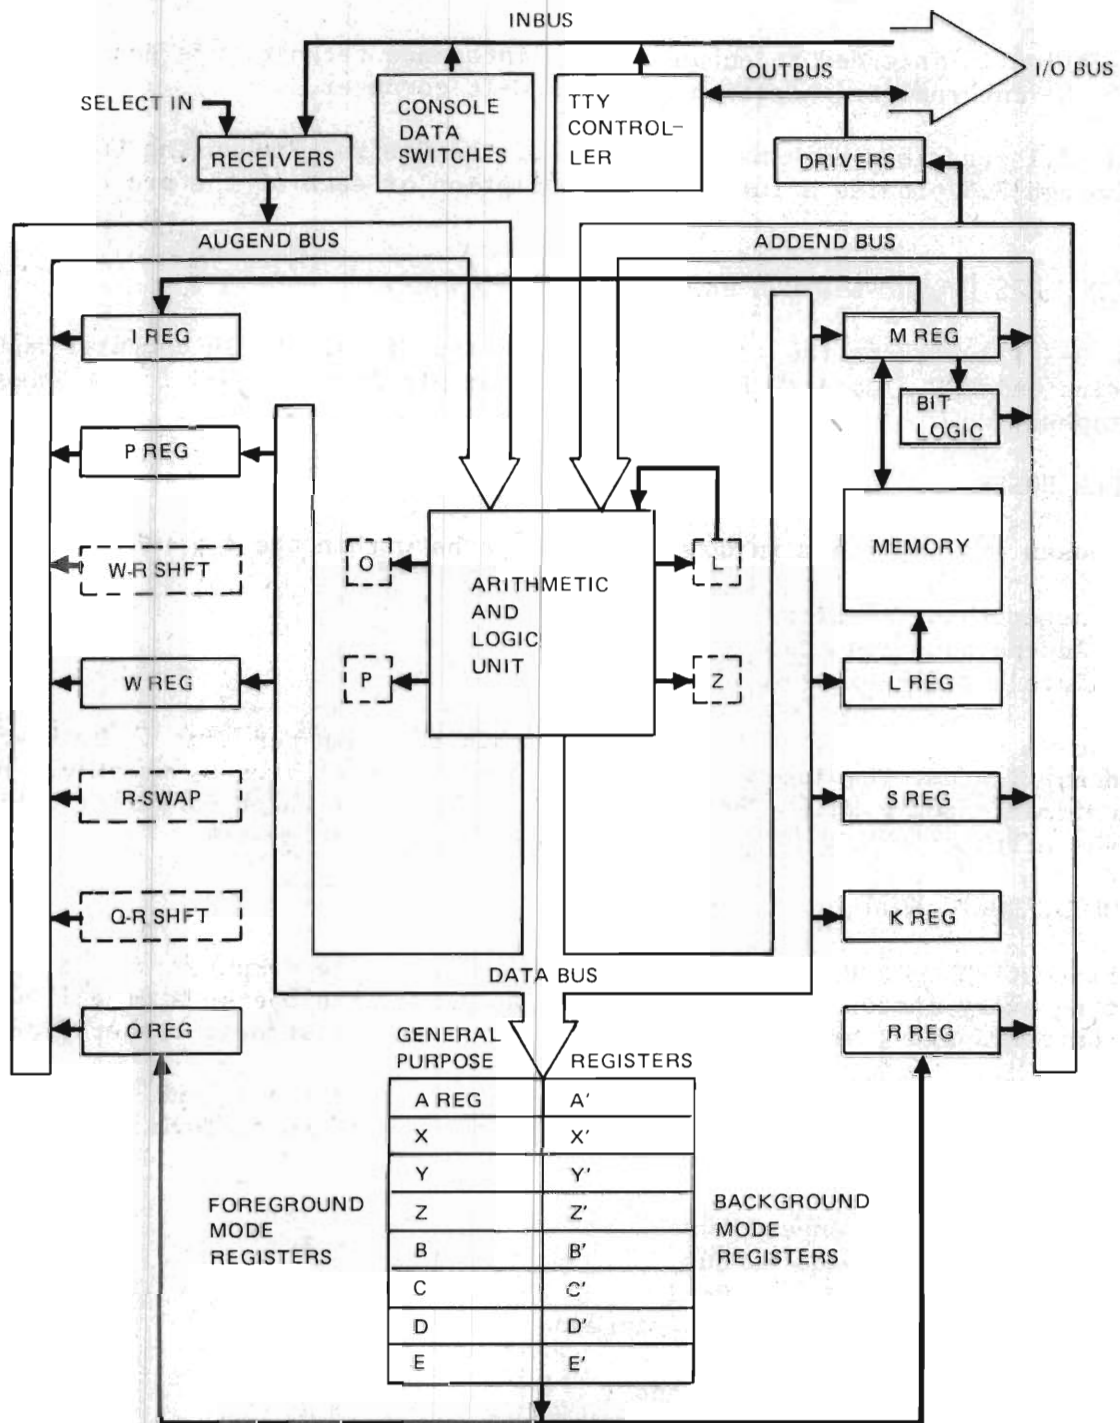 INBUS
OUTBUS
I/O BUS
SELECT IN
RECEIVERS
CONSOLE
DATA
SWITCHES
TTY
CONTROL-
LER
DRIVERS
AUGEND BUS
ADDEND BUS
I REG
M REG
BIT
LOGIC
P REG
W-R SHFT
O
ARITHMETIC
AND
LOGIC
UNIT
L
MEMORY
W REG
P
Z
L REG
R-SWAP
S REG
Q-R SHFT
K REG
DATA BUS
Q REG
R REG
GENERAL
PURPOSE REGISTERS
A REG A'
X X'
Y Y'
Z Z'
B B'
C C'
D D'
E E'
FOREGROUND
MODE
REGISTERS
BACKGROUND
MODE
REGISTERS